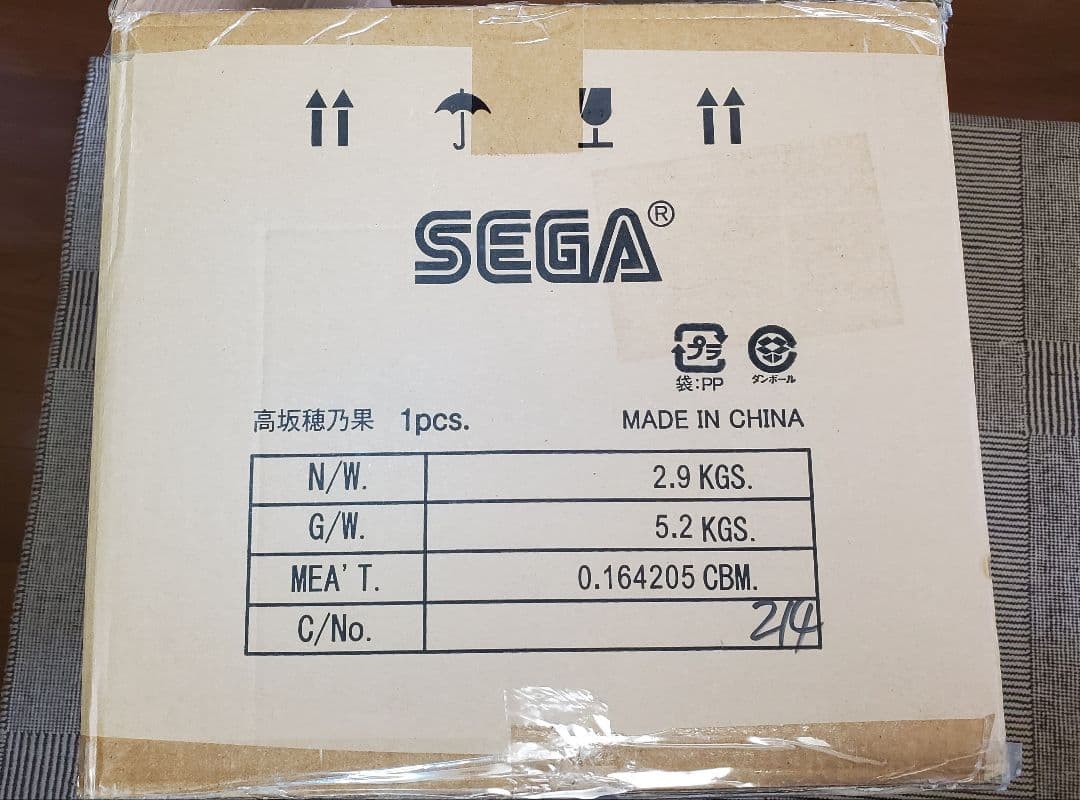 SEGA®
プラ
袋:PP
ダンボール
高坂穂乃果 1pcs.
MADE IN CHINA
N/W. 2.9 KGS.
G/W. 5.2 KGS.
MEA'T. 0.164205 CBM.
C/No. 214